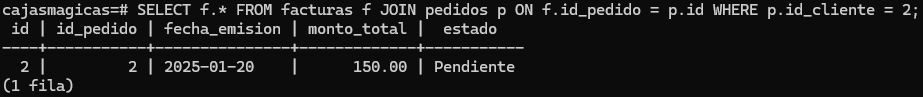 cajasmagicas=# SELECT f.* FROM facturas f JOIN pedidos p ON f.id_pedido = p.id WHERE p.id_cliente = 2;
 id | id_pedido | fecha_emision | monto_total |  estado
----+-----------+---------------+-------------+-----------
  2 |         2 | 2025-01-20    |      150.00 | Pendiente
(1 fila)